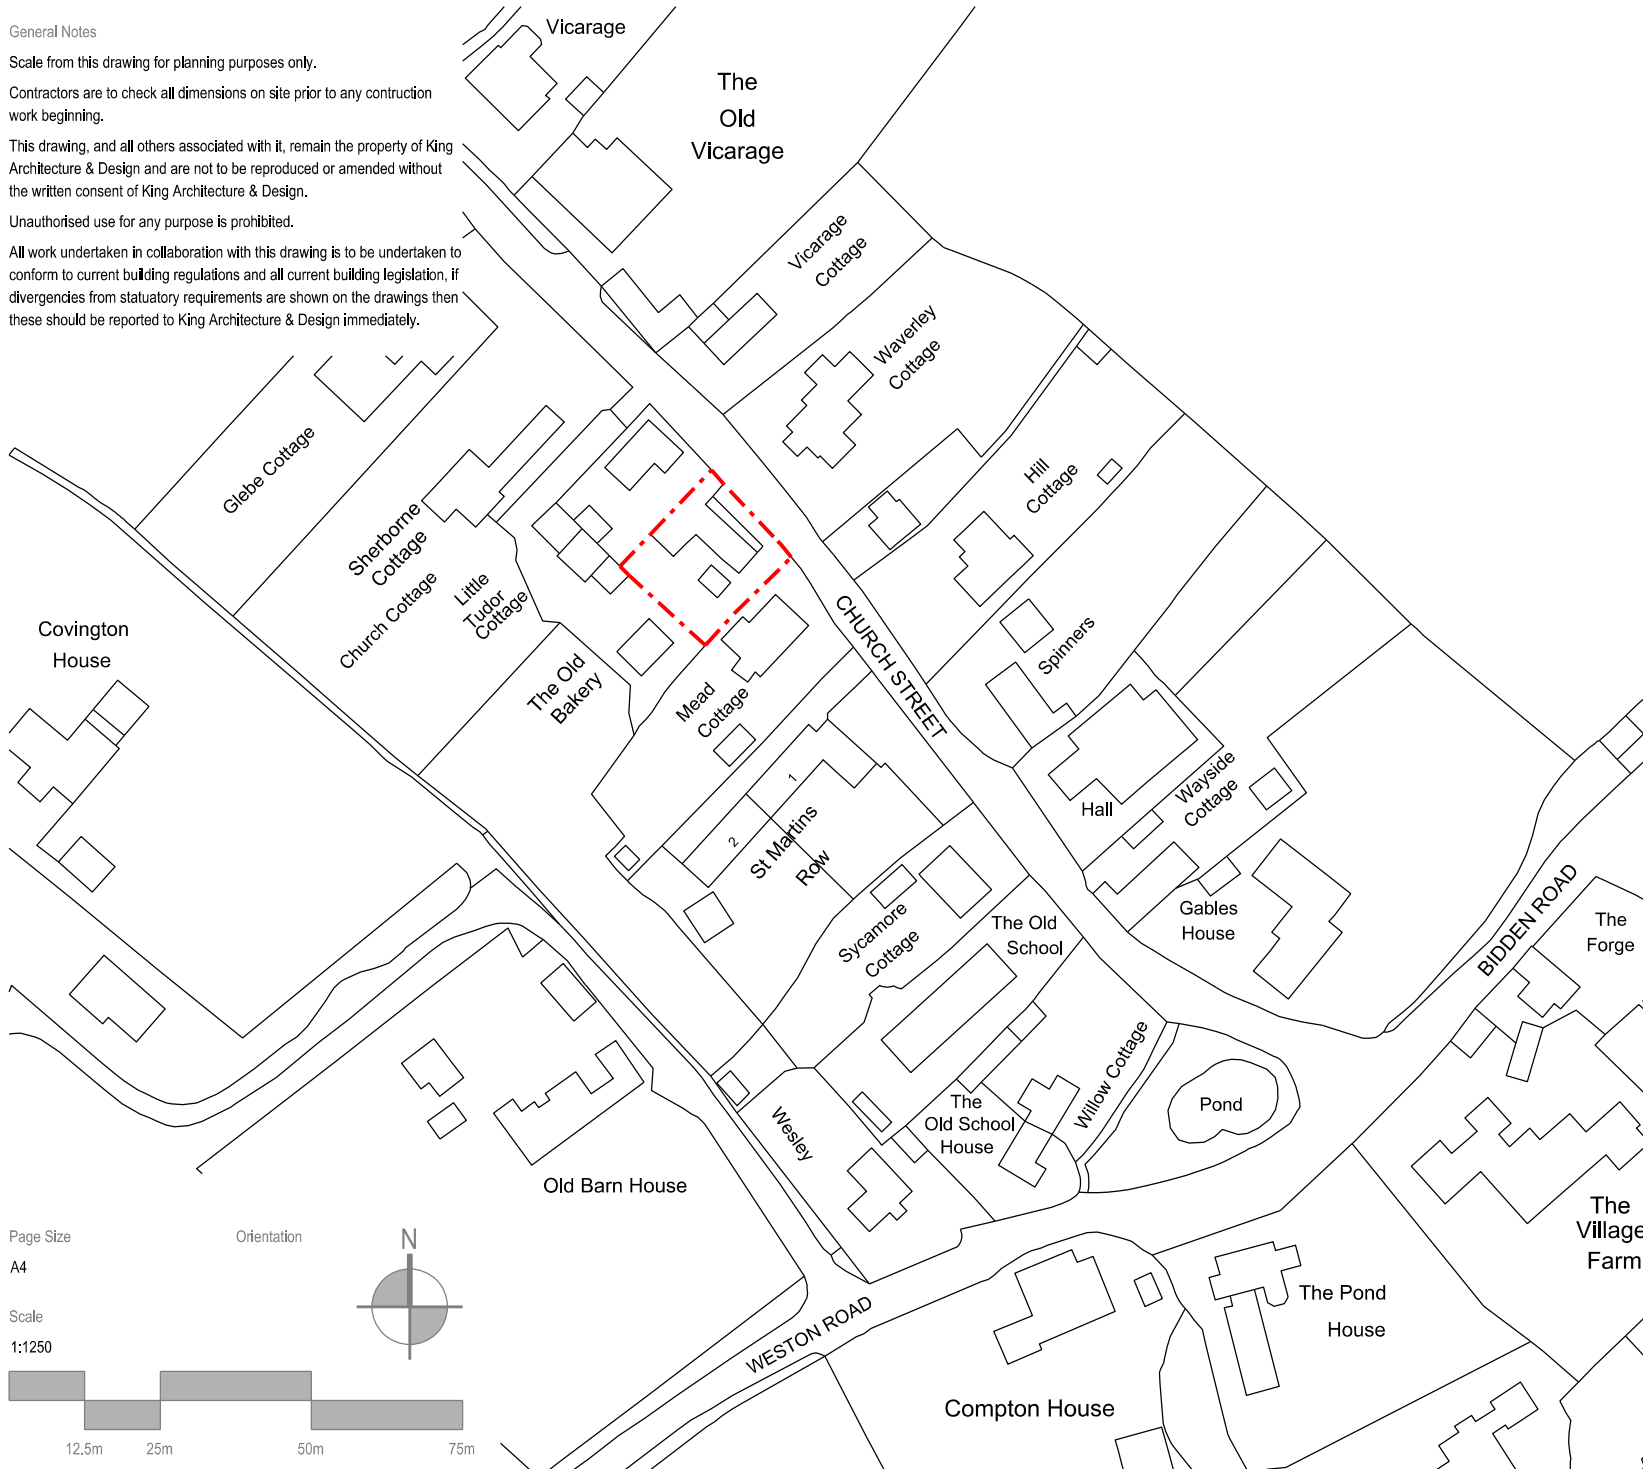 General Notes
Scale from this drawing for planning purposes only.
Contractors are to check all dimensions on site prior to any contruction
work beginning.
This drawing, and all others associated with it, remain the property of King
Architecture & Design and are not to be reproduced or amended without
the written consent of King Architecture & Design.
Unauthorised use for any purpose is prohibited.
All work undertaken in collaboration with this drawing is to be undertaken to
conform to current building regulations and all current building legislation, if
divergencies from statuatory requirements are shown on the drawings then
these should be reported to King Architecture & Design immediately.
Vicarage
The
Old
Vicarage
Vicarage
Cottage
Waverley
Cottage
Glebe Cottage
Hill
Cottage
Sherborne
Cottage
Church Cottage
Little
Tudor
Cottage
Covington
House
CHURCH STREET
Spinners
The Old
Bakery
Mead
Cottage
1
2
St Martins
Row
Hall
Wayside
Cottage
Sycamore
Cottage
The Old
School
Gables
House
BIDDEN ROAD
The
Forge
Willow Cottage
Pond
Wesley
The
Old School
House
Old Barn House
The
Village
Farm
The Pond
House
WESTON ROAD
Compton House
Page Size
A4
Orientation
N
Scale
1:1250
12.5m
25m
50m
75m